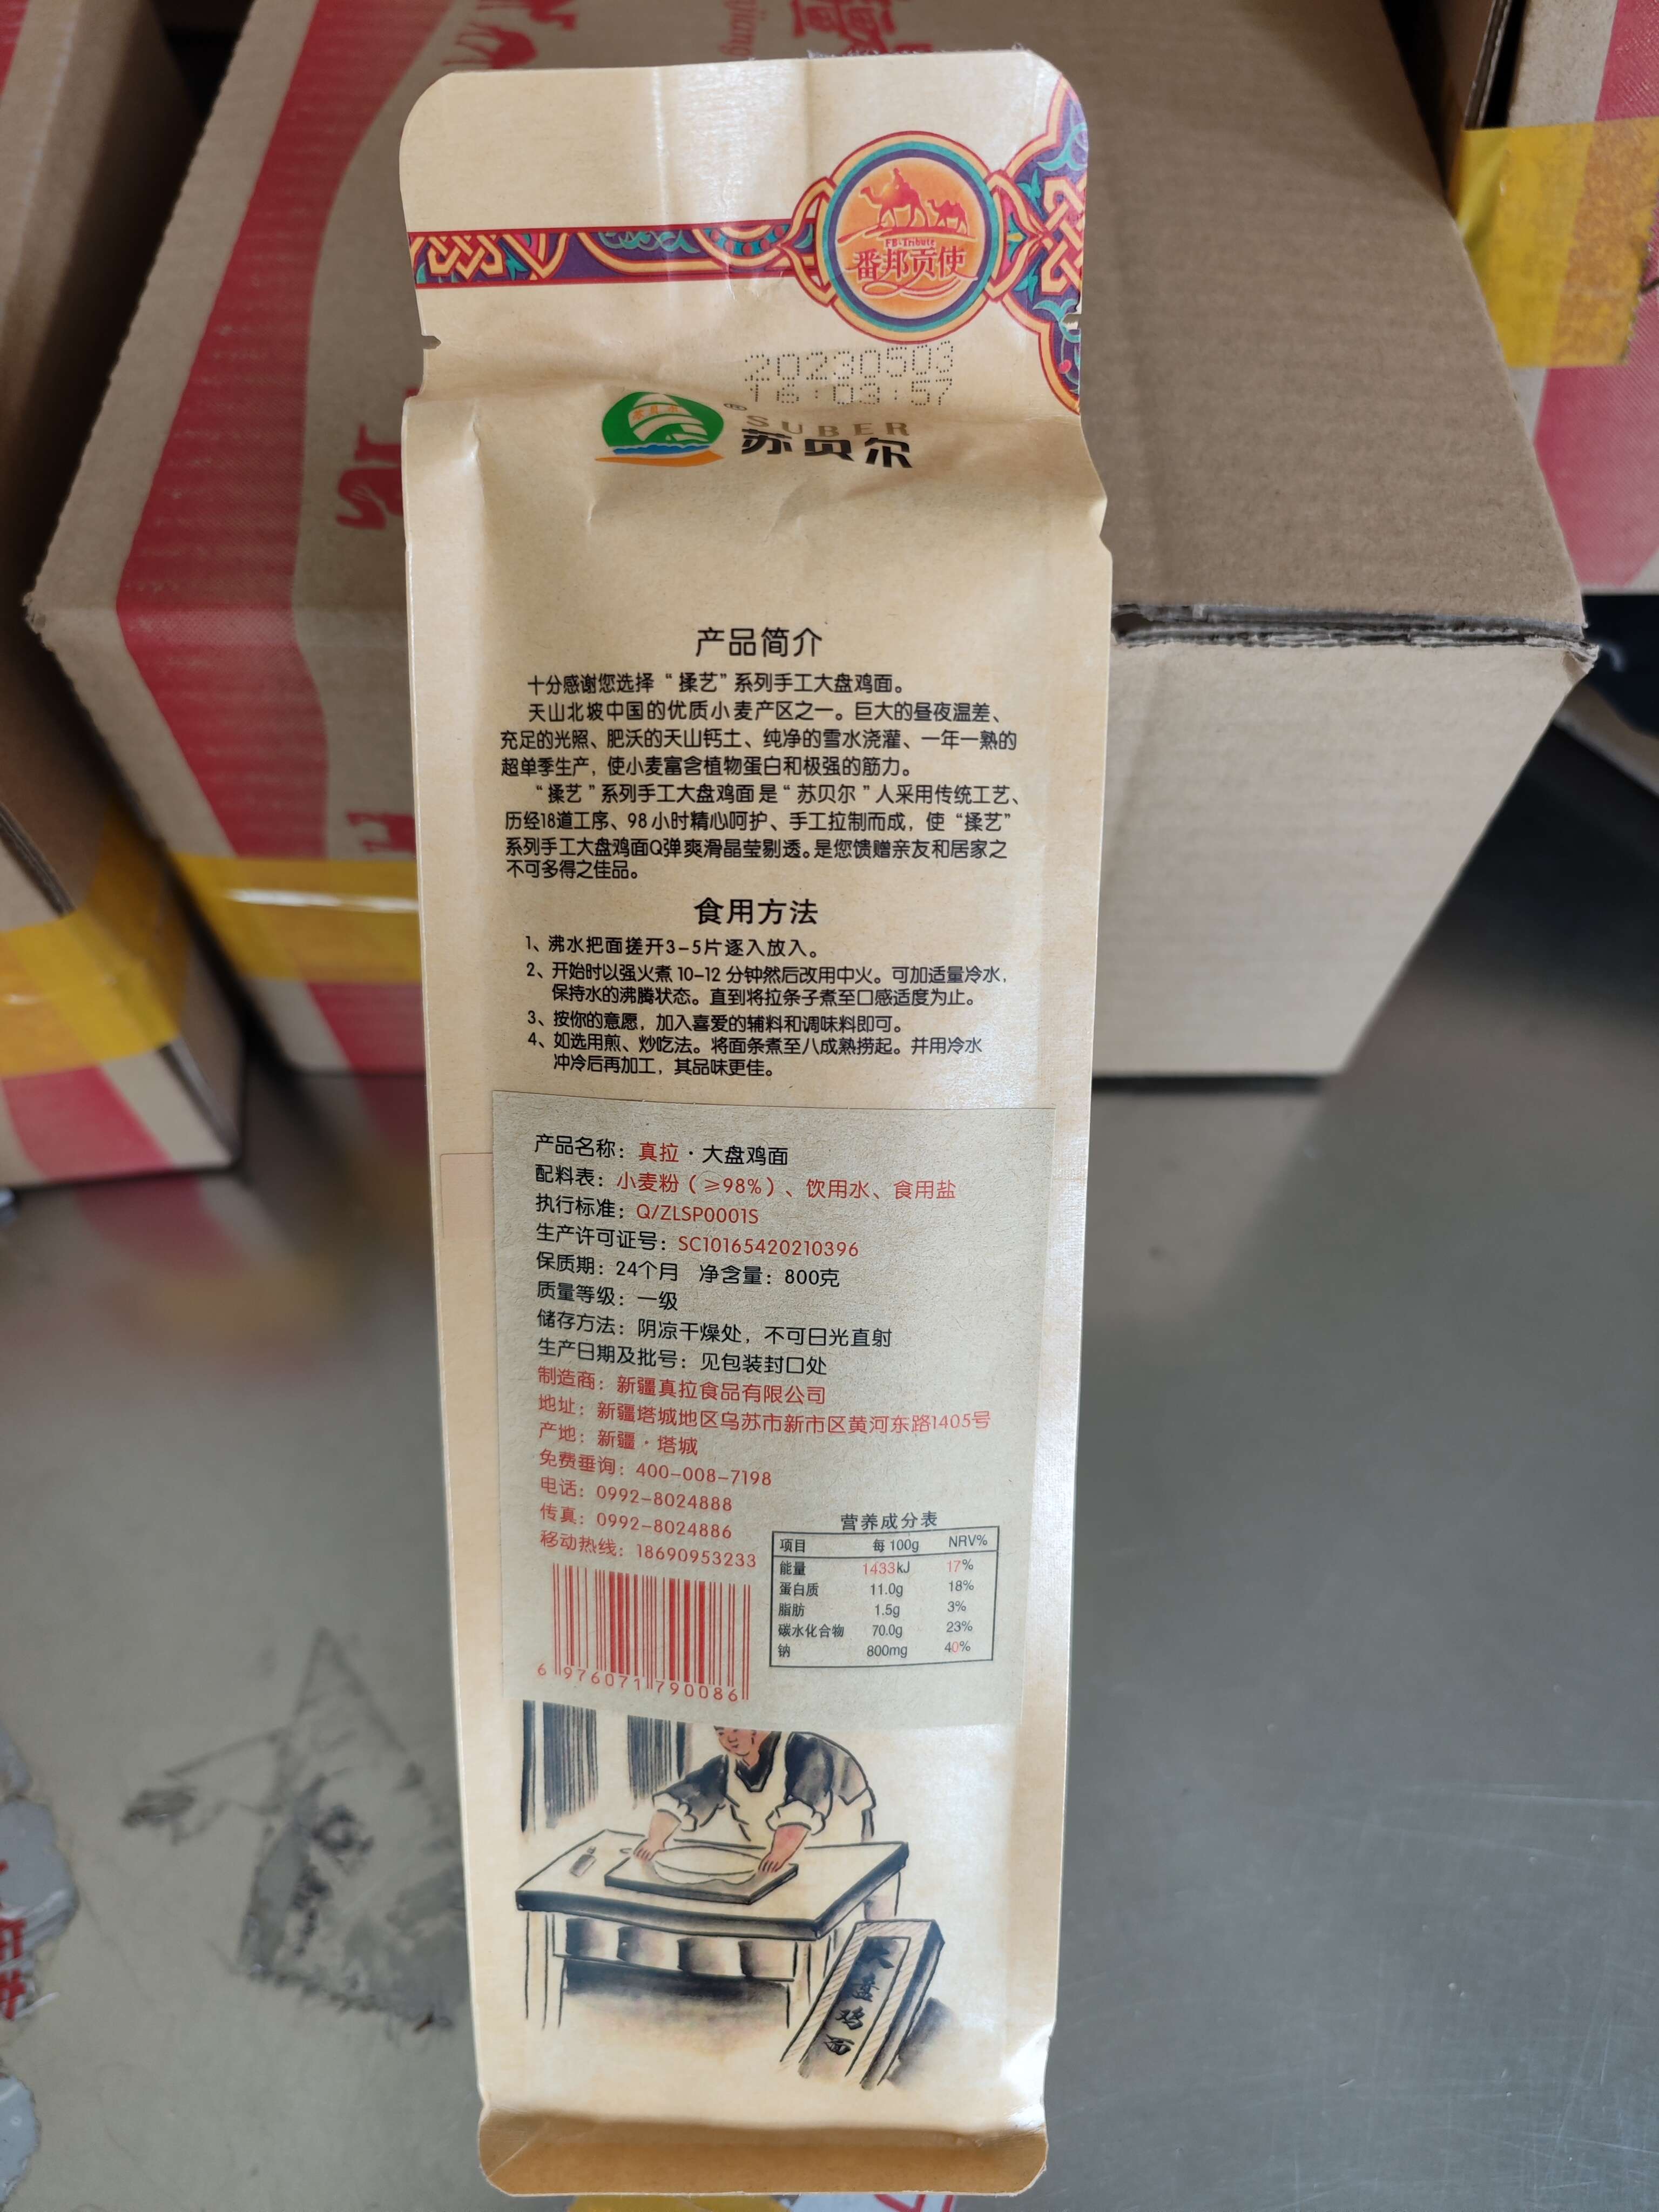 FB·Tribute
番邦贡使
20230503
16:03:57
苏贝尔
®
SUBER
苏贝尔
产品简介
十分感谢您选择“揉艺”系列手工大盘鸡面。
天山北坡中国的优质小麦产区之一。巨大的昼夜温差、
充足的光照、肥沃的天山钙土、纯净的雪水浇灌、一年一熟的
超单季生产，使小麦富含植物蛋白和极强的筋力。
“揉艺”系列手工大盘鸡面是“苏贝尔”人采用传统工艺、
历经18道工序、98小时精心呵护、手工拉制而成，使“揉艺”
系列手工大盘鸡面Q弹爽滑晶莹剔透。是您馈赠亲友和居家之
不可多得之佳品。
食用方法
1、沸水把面搓开3-5片逐入放入。
2、开始时以强火煮10-12分钟然后改用中火。可加适量冷水，
保持水的沸腾状态。直到将拉条子煮至口感适度为止。
3、按你的意愿，加入喜爱的辅料和调味料即可。
4、如选用煎、炒吃法。将面条煮至八成熟捞起。并用冷水
冲冷后再加工，其品味更佳。
产品名称：真拉·大盘鸡面
配料表：小麦粉（≥98%）、饮用水、食用盐
执行标准：Q/ZLSP0001S
生产许可证号：SC10165420210396
保质期：24个月 净含量：800克
质量等级：一级
储存方法：阴凉干燥处，不可日光直射
生产日期及批号：见包装封口处
制造商：新疆真拉食品有限公司
地址：新疆塔城地区乌苏市新市区黄河东路1405号
产地：新疆·塔城
免费垂询：400-008-7198
电话：0992-8024888
传真：0992-8024886
移动热线：18690953233
营养成分表
项目 每100g NRV%
能量 1433kJ 17%
蛋白质 11.0g 18%
脂肪 1.5g 3%
碳水化合物 70.0g 23%
钠 800mg 40%
6 976071 790086
大盘鸡面